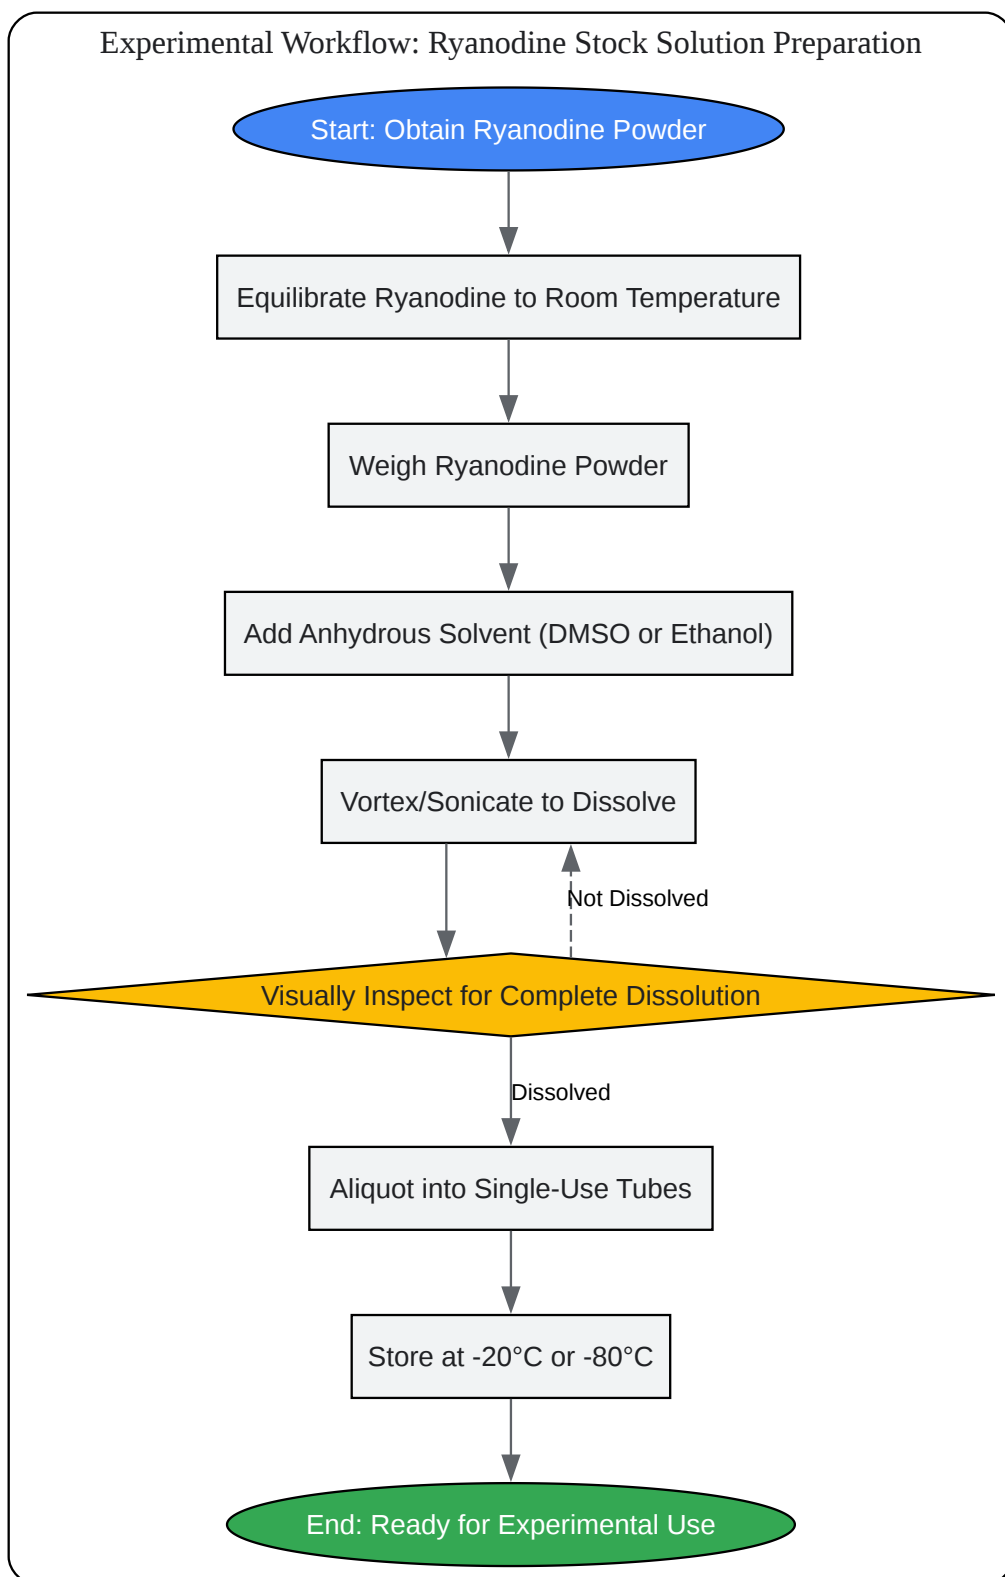 Experimental Workflow: Ryanodine Stock Solution Preparation
Start: Obtain Ryanodine Powder
Equilibrate Ryanodine to Room Temperature
Weigh Ryanodine Powder
Add Anhydrous Solvent (DMSO or Ethanol)
Vortex/Sonicate to Dissolve
Not Dissolved
Visually Inspect for Complete Dissolution
Dissolved
Aliquot into Single-Use Tubes
Store at -20°C or -80°C
End: Ready for Experimental Use